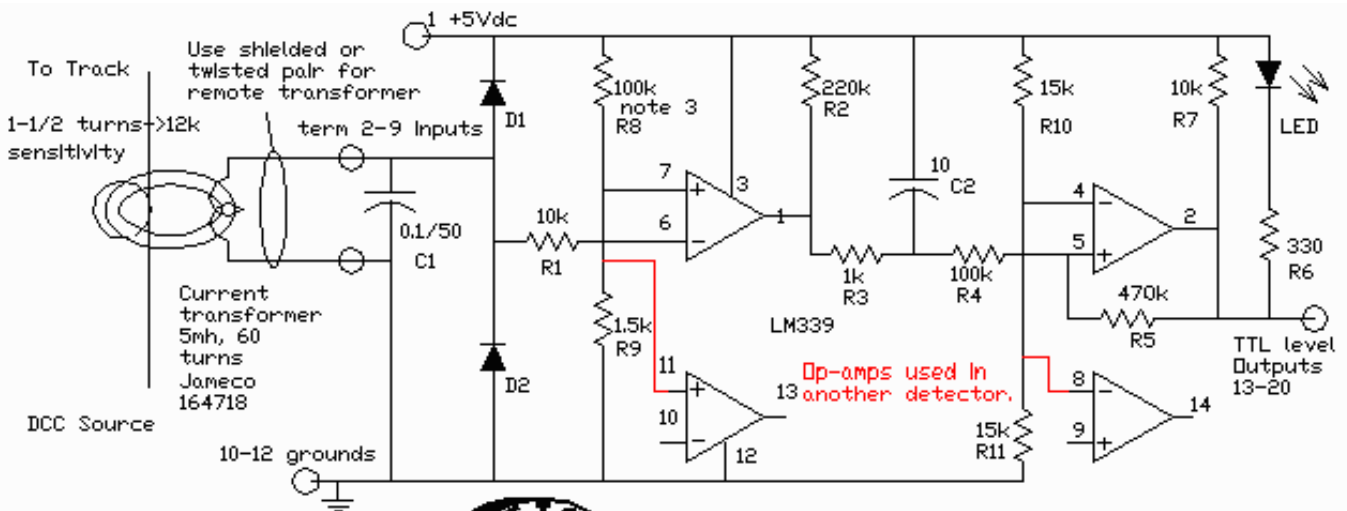 1 +5Vdc
To Track
Use shielded or
twisted pair for
remote transformer
1-1/2 turns->12k
sensitivity
term 2-9 Inputs
D1
100k
note 3
R8
220k
R2
15k
R10
10k
R7
LED
0.1/50
C1
10k
R1
7
+
3
6
-
1
10
C2
1k
R3
100k
R4
4
-
2
5
+
330
R6
470k
R5
Current
transformer
5mh, 60
turns
Jameco
164718
D2
1.5k
R9
LM339
11
+
10
-
13
12
Op-amps used in
another detector.
15k
R11
8
-
9
+
14
TTL level
Outputs
13-20
DCC Source
10-12 grounds